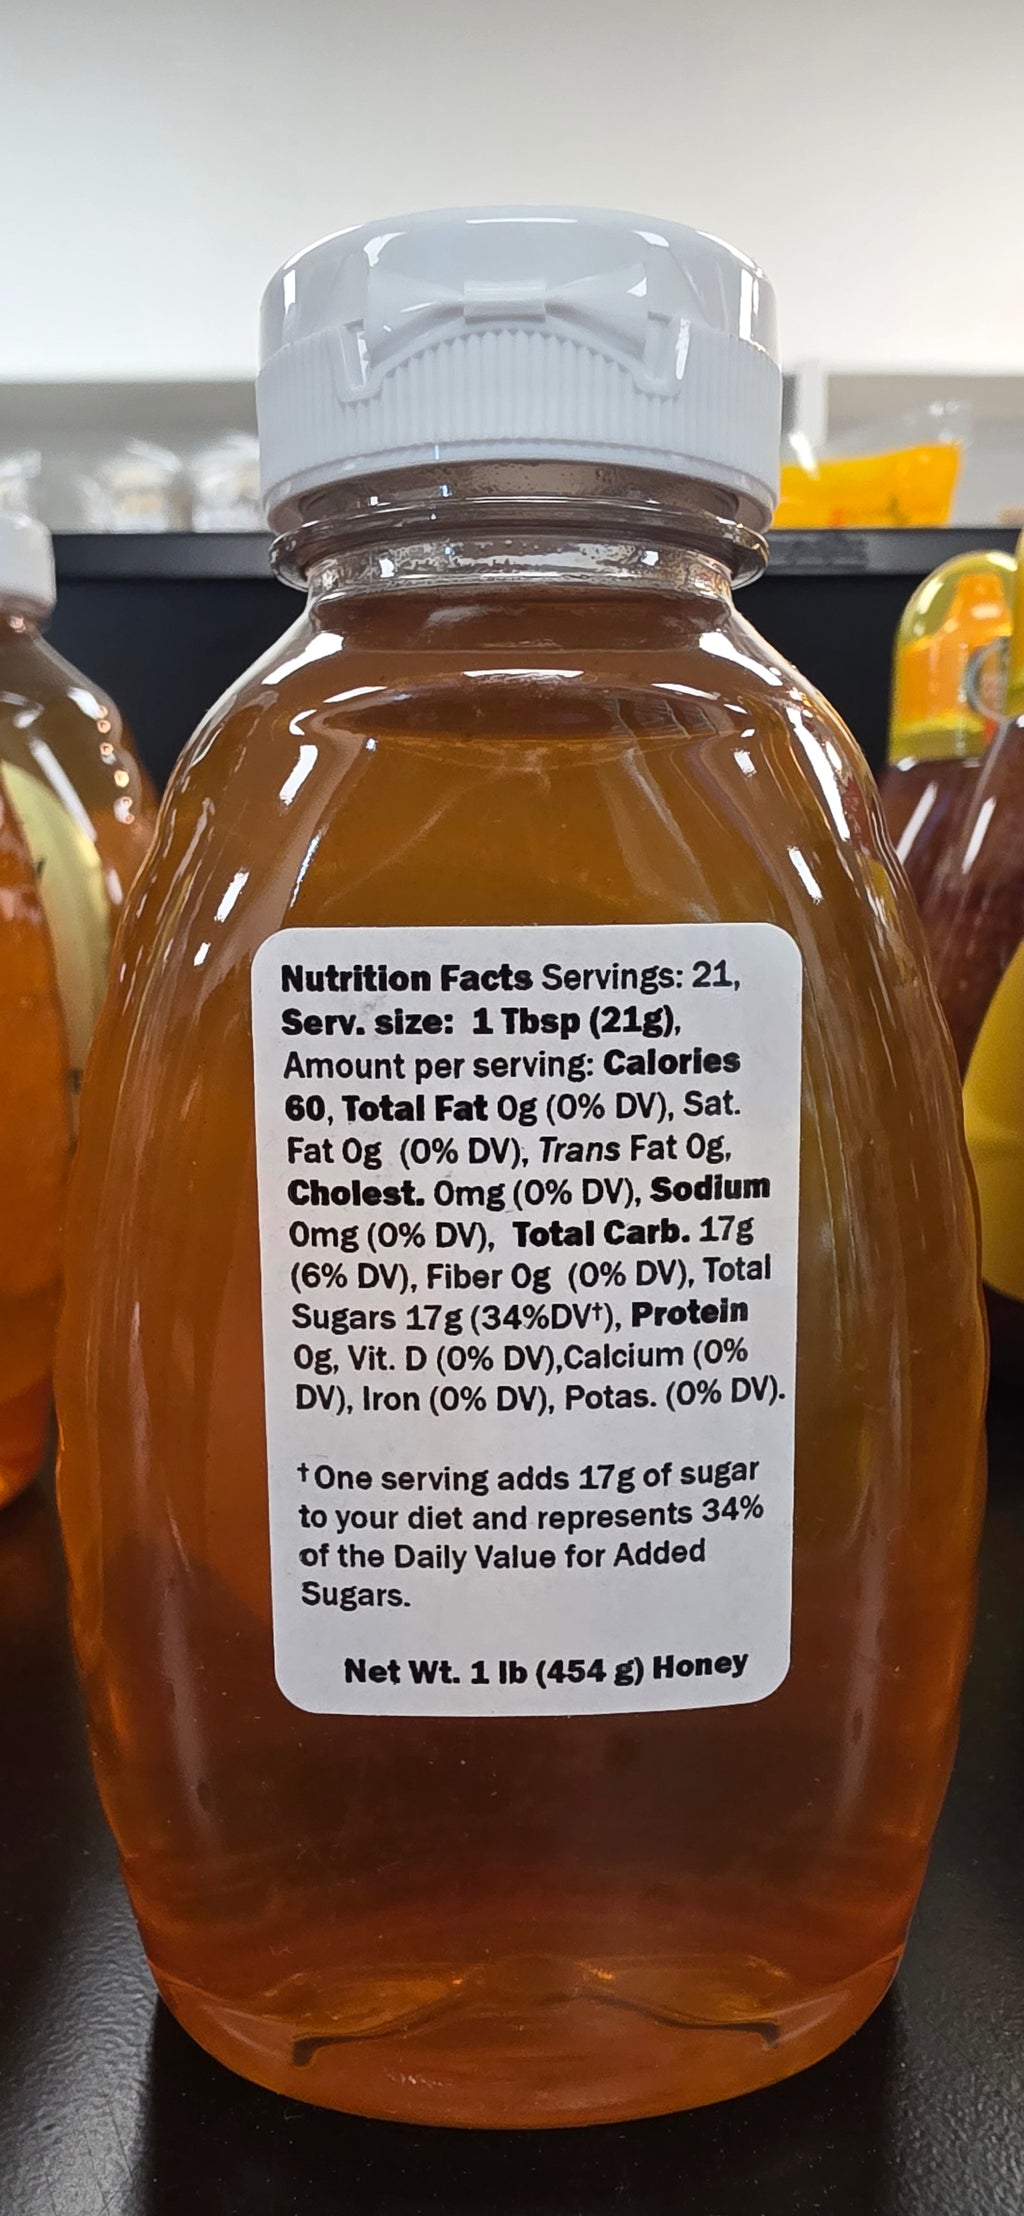 Nutrition Facts Servings: 21,
Serv. size: 1 Tbsp (21g),
Amount per serving: Calories
60, Total Fat 0g (0% DV), Sat.
Fat 0g (0% DV), Trans Fat 0g,
Cholest. 0mg (0% DV), Sodium
0mg (0% DV), Total Carb. 17g
(6% DV), Fiber 0g (0% DV), Total
Sugars 17g (34%DV†), Protein
0g, Vit. D (0% DV),Calcium (0%
DV), Iron (0% DV), Potas. (0% DV).
†One serving adds 17g of sugar
to your diet and represents 34%
of the Daily Value for Added
Sugars.
Net Wt. 1 lb (454 g) Honey